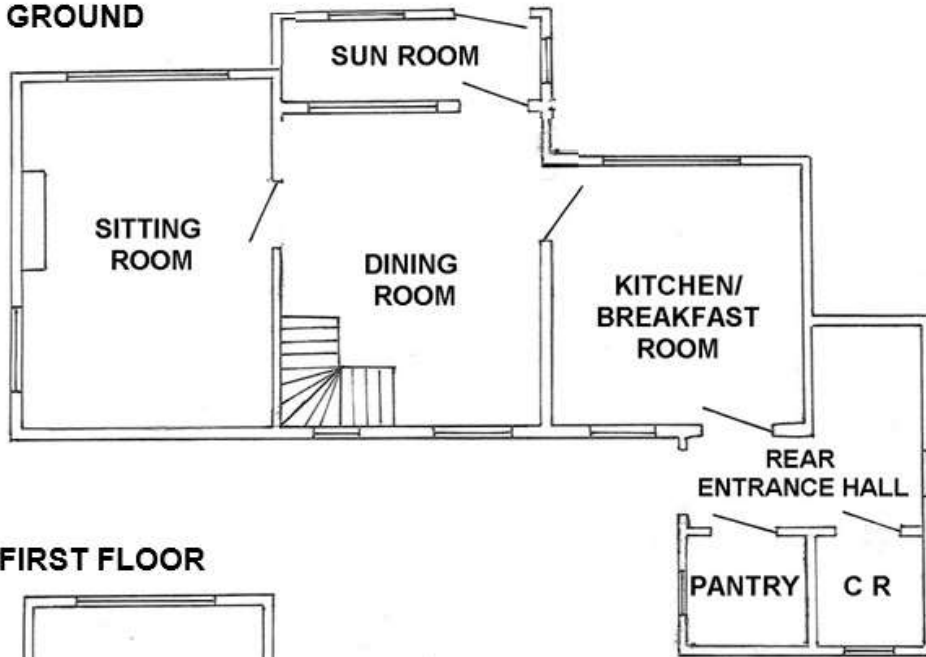 GROUND
SUN ROOM
SITTING
ROOM
DINING
ROOM
KITCHEN/
BREAKFAST
ROOM
REAR
ENTRANCE HALL
PANTRY
C R
FIRST FLOOR